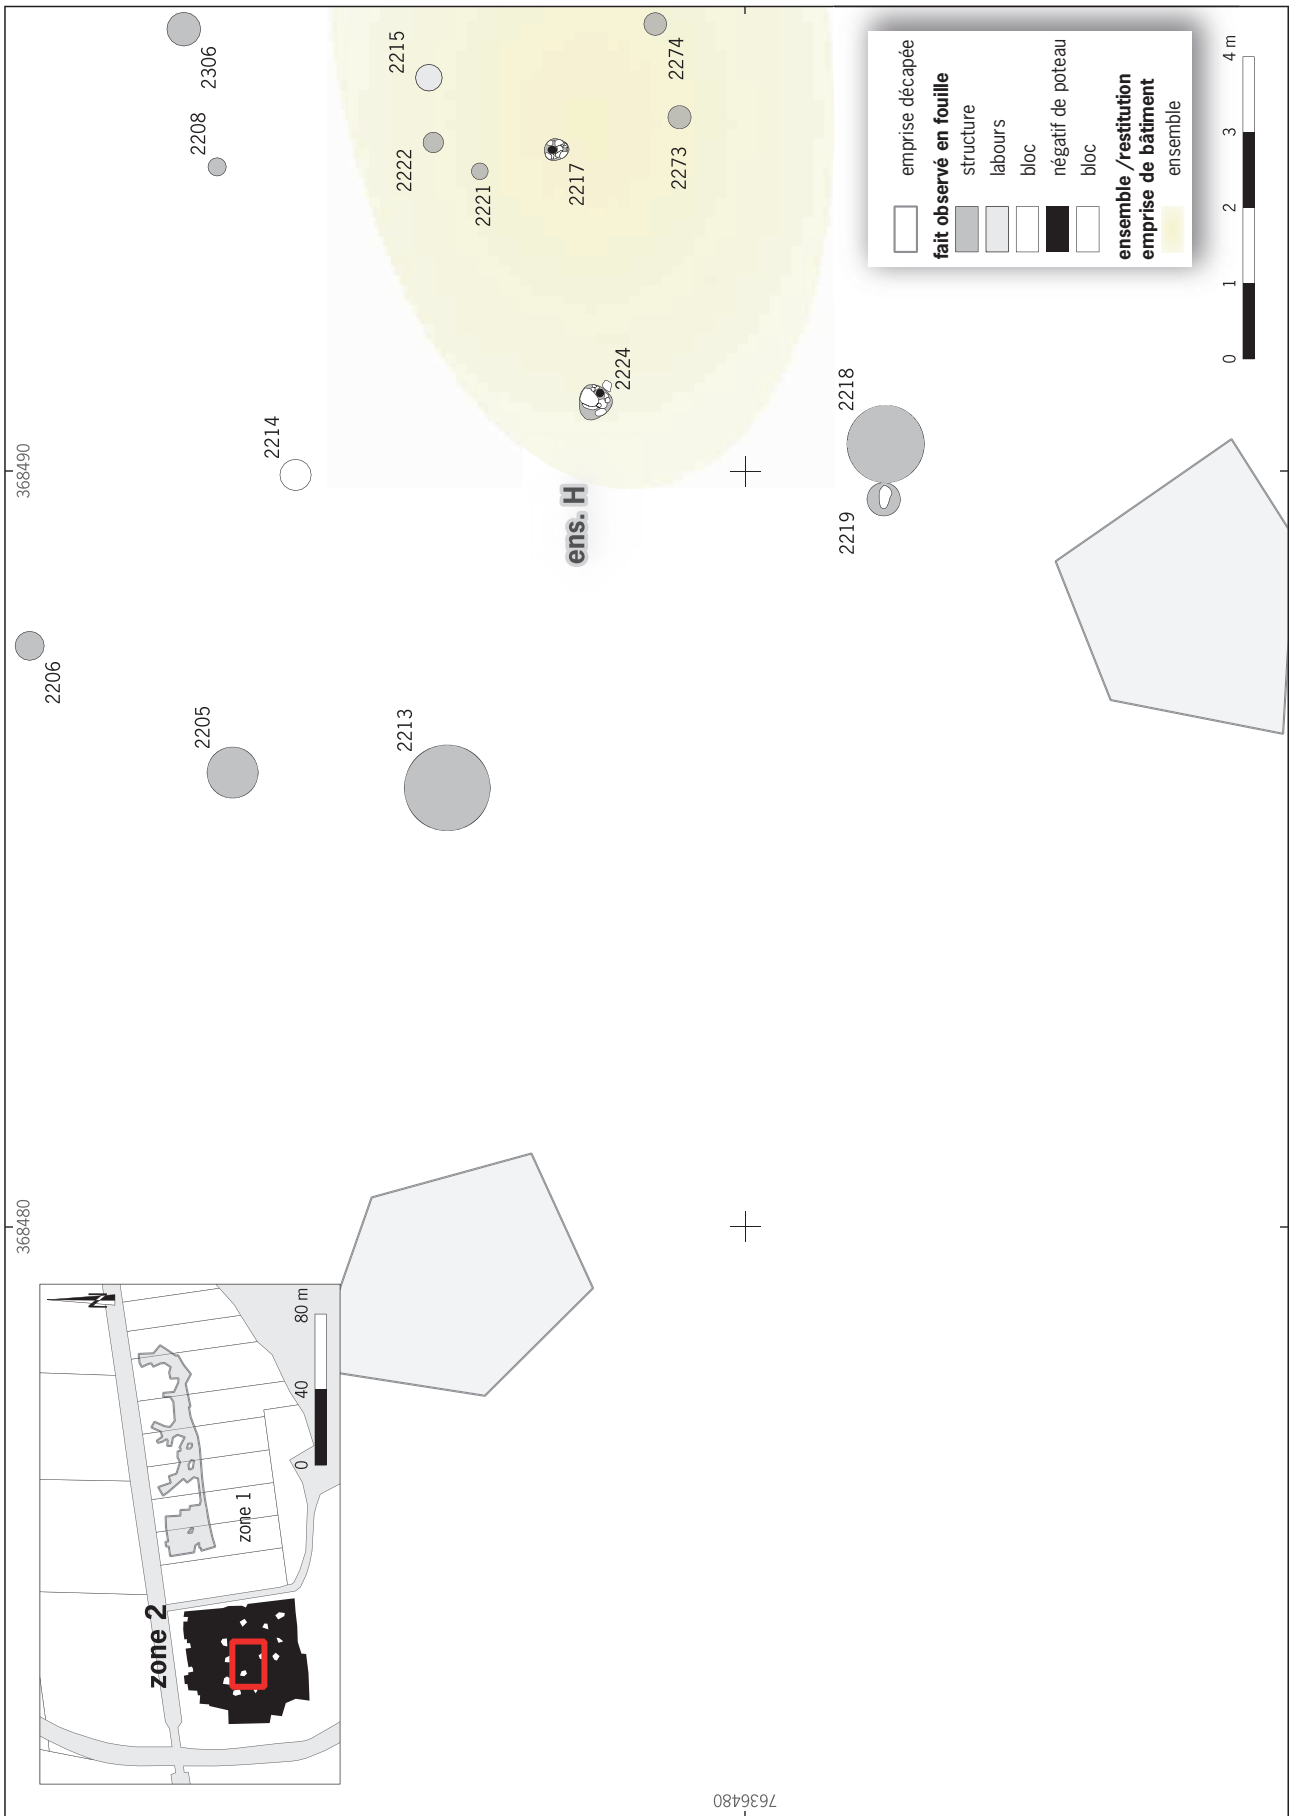 368480
368490
7636480
zone 2
zone 1
0
40
80 m
N
2206
2205
2213
2214
2208
2306
2215
2222
2221
2217
2224
2274
2273
ens. H
2218
2219
emprise décapée
fait observé en fouille
structure
labours
bloc
négatif de poteau
bloc
ensemble /restitution
emprise de bâtiment
ensemble
0
1
2
3
4 m